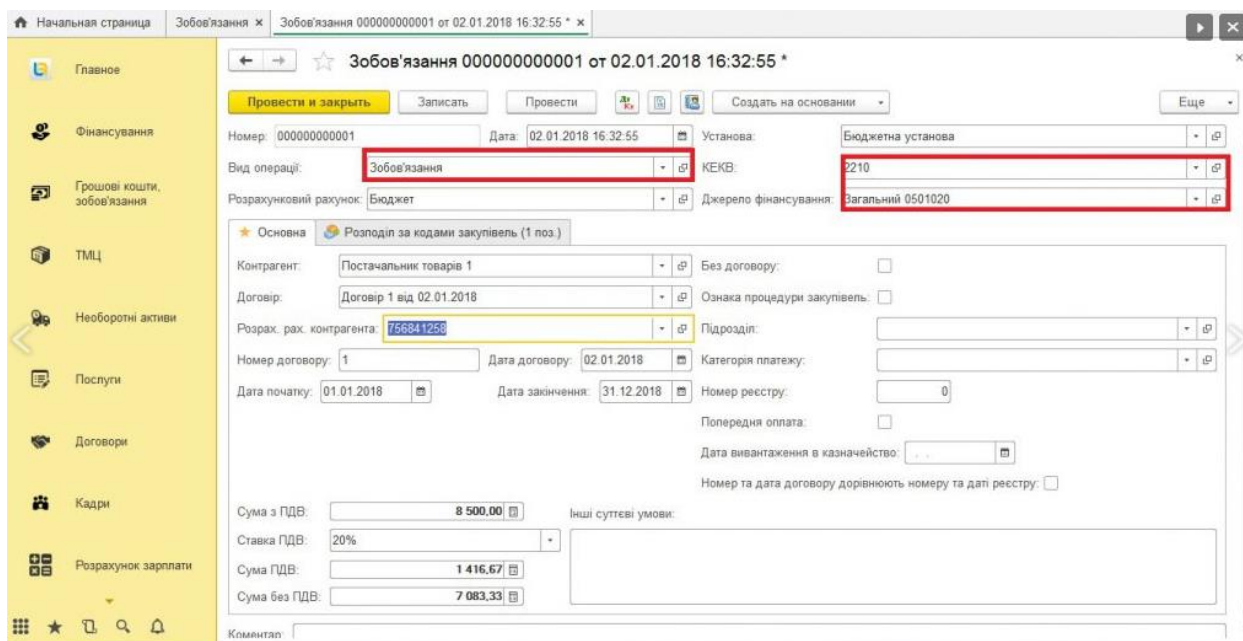 Начальная страница
Зобов'язання ×
Зобов'язання 000000000001 от 02.01.2018 16:32:55 * ×
Главное
Фінансування
Грошові кошти,
зобов'язання
ТМЦ
Необоротні активи
Послуги
Договори
Кадри
Розрахунок зарплати
Зобов'язання 000000000001 от 02.01.2018 16:32:55 *
Провести и закрыть Записать Провести Создать на основании Еще
Номер: 000000000001 Дата: 02.01.2018 16:32:55 Установа: Бюджетна установа
Вид операції: Зобов'язання КЕКВ: 2210
Розрахунковий рахунок: Бюджет Джерело фінансування: Загальний 0501020
Основна Розподіл за кодами закупівель (1 поз.)
Контрагент: Постачальник товарів 1 Без договору:
Договір: Договір 1 від 02.01.2018 Ознака процедури закупівель:
Розрах. рах. контрагента: 756841258 Підрозділ:
Номер договору: 1 Дата договору: 02.01.2018 Категорія платежу:
Дата початку: 01.01.2018 Дата закінчення: 31.12.2018 Номер реєстру: 0
Попередня оплата:
Дата вивантаження в казначейство: . .
Номер та дата договору дорівнюють номеру та даті реєстру:
Сума з ПДВ: 8 500,00 Інші суттєві умови:
Ставка ПДВ: 20%
Сума ПДВ: 1 416,67
Сума без ПДВ: 7 083,33
Коментар: